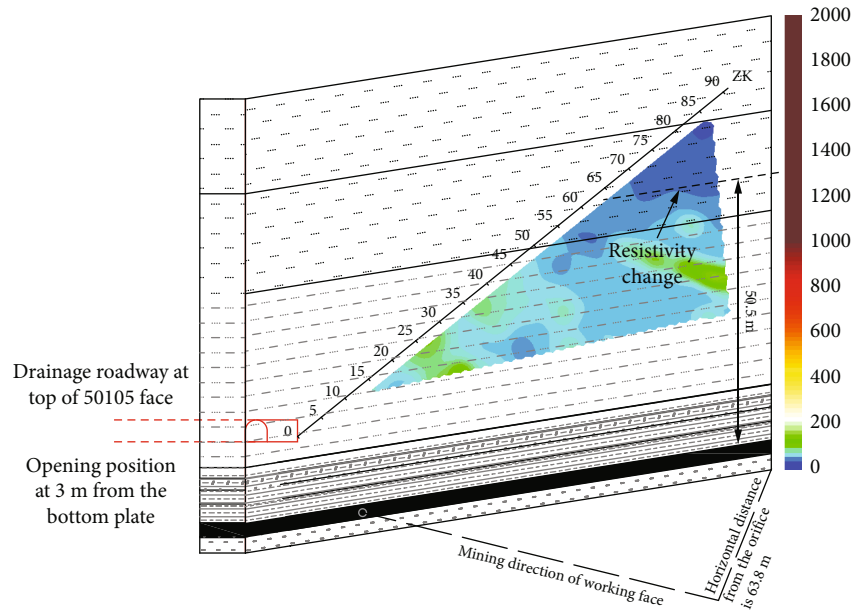 2000
1800
1600
1400
1200
1000
800
600
400
200
0
ZK
90
85
80
75
70
65
60
55
50
45
40
35
30
25
20
15
10
5
0
Resistivity
change
50.5 m
Drainage roadway at
top of 50105 face
Opening position
at 3 m from the
bottom plate
Mining direction of working face
Horizontal distance
from the orifice
is 63.8 m